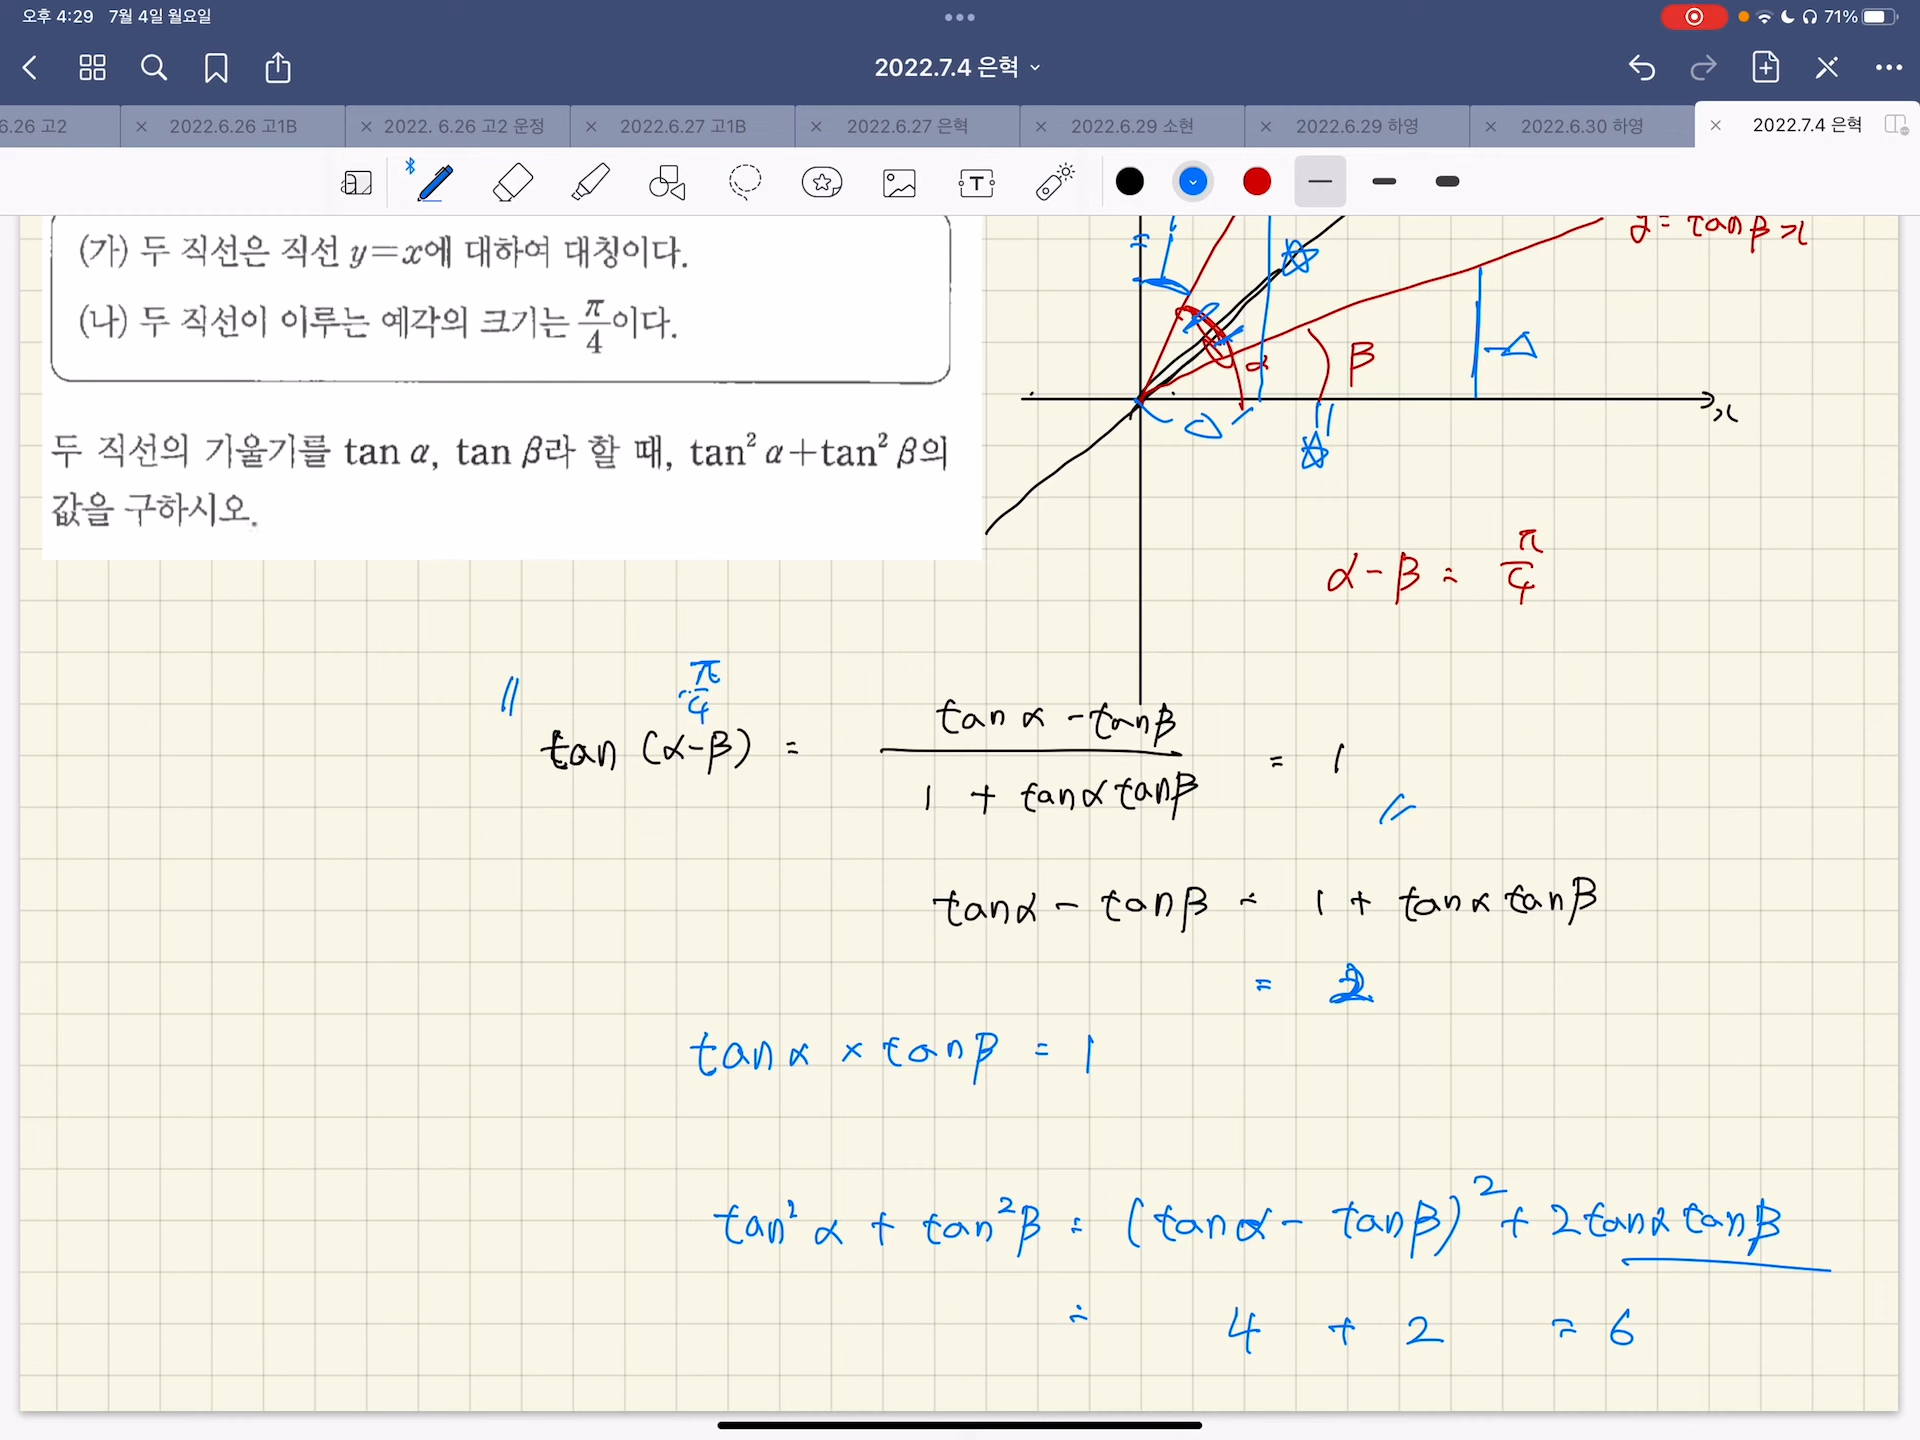 오후 4:29 7월 4일 월요일
71%
2022.7.4 은혁
6.26 고2
2022.6.26 고1B
2022. 6.26 고2 운정
2022.6.27 고1B
2022.6.27 은혁
2022.6.29 소현
2022.6.29 하영
2022.6.30 하영
2022.7.4 은혁
(가) 두 직선은 직선 y=x에 대하여 대칭이다.
(나) 두 직선이 이루는 예각의 크기는 π/4이다.
두 직선의 기울기를 tan α, tan β라 할 때, tan² α+tan² β의
값을 구하시오.
y = tan β x
α
β
x
α - β = π/4
π/4
tan (α-β) = (tan α - tan β)/(1 + tan α tan β) = 1
tan α - tan β = 1 + tan α tan β
= 2
tan α × tan β = 1
tan² α + tan² β = (tan α - tan β)² + 2 tan α tan β
= 4 + 2 = 6